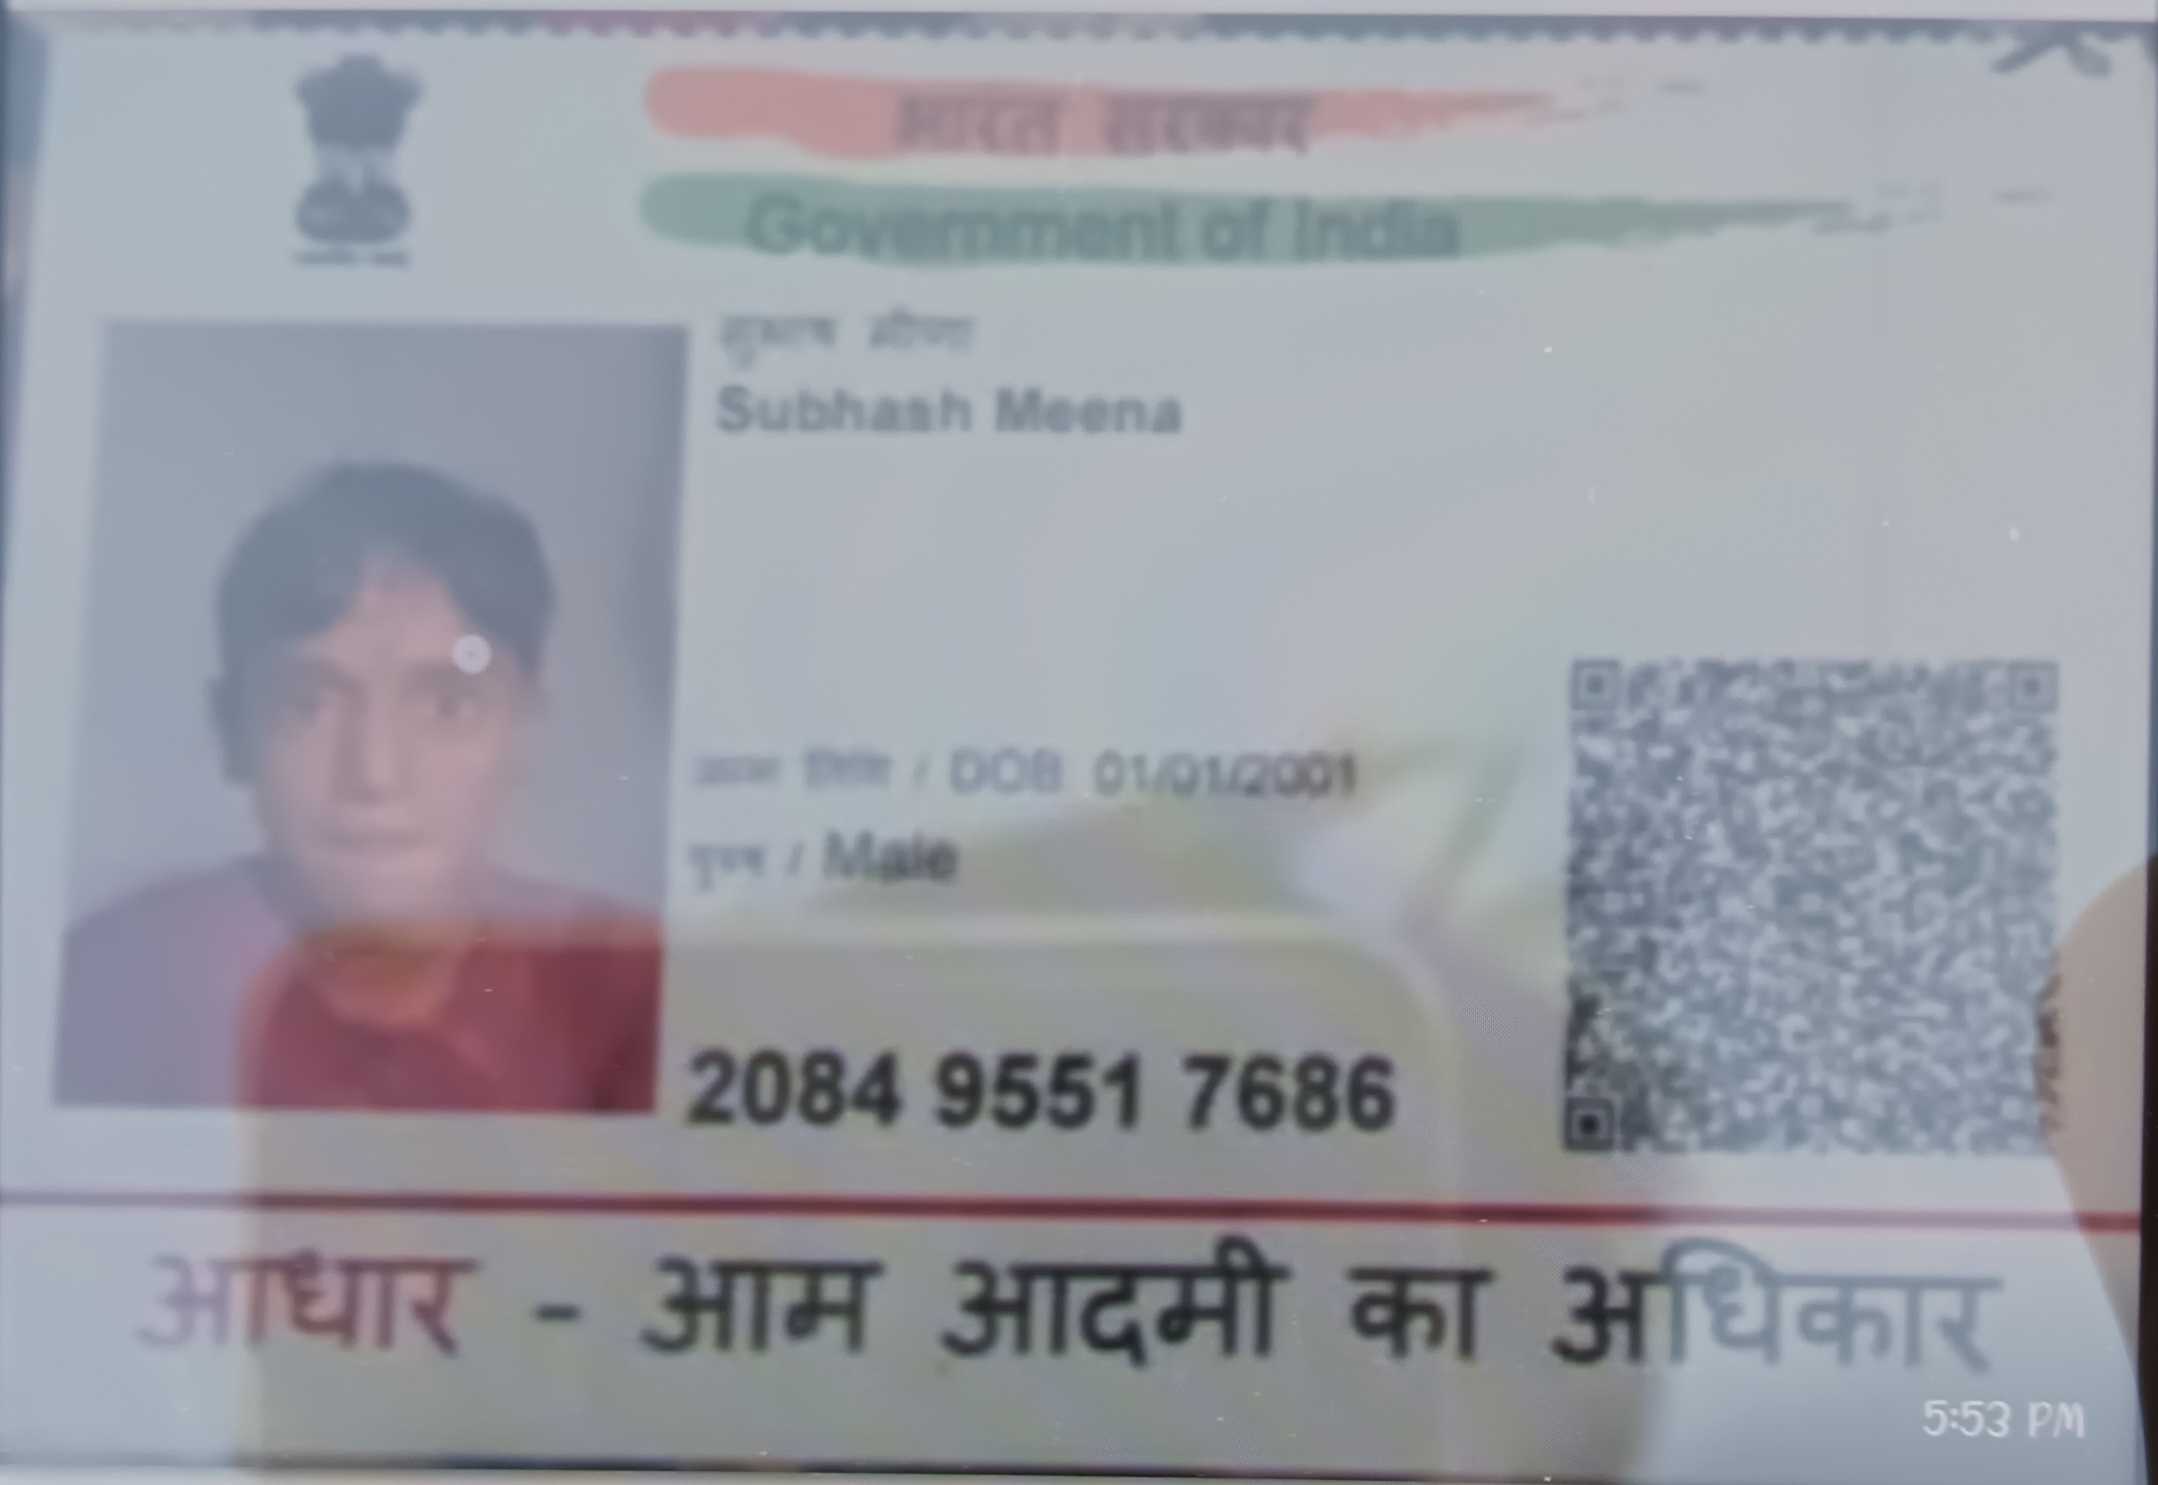 भारत सरकार
Government of India
सुभाष मीणा
Subhash Meena
जन्म तिथि / DOB 01/01/2001
पुरुष / Male
2084 9551 7686
आधार - आम आदमी का अधिकार
5:53 PM